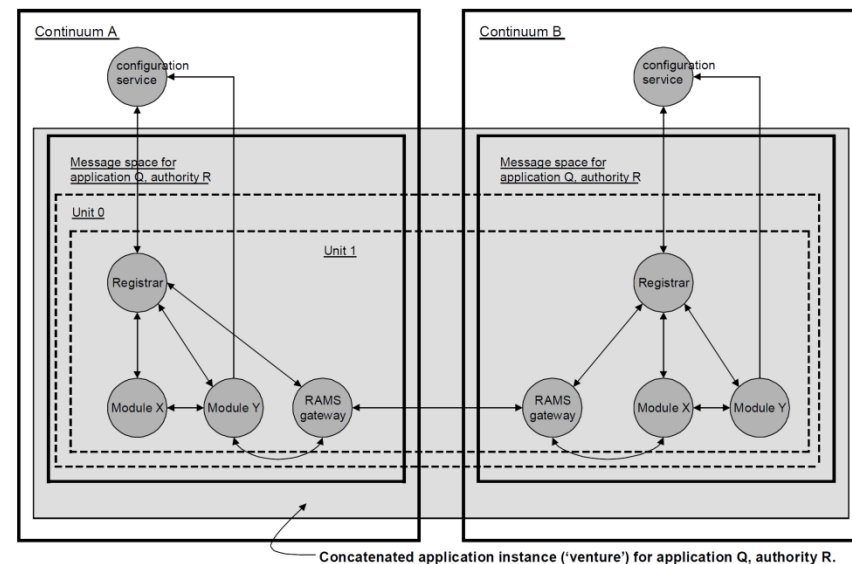 Continuum A
configuration
service
Message space for
application Q, authority R
Unit 0
Unit 1
Registrar
Module X
Module Y
RAMS
gateway
Continuum B
configuration
service
Message space for
application Q, authority R
Registrar
RAMS
gateway
Module X
Module Y
Concatenated application instance (‘venture’) for application Q, authority R.